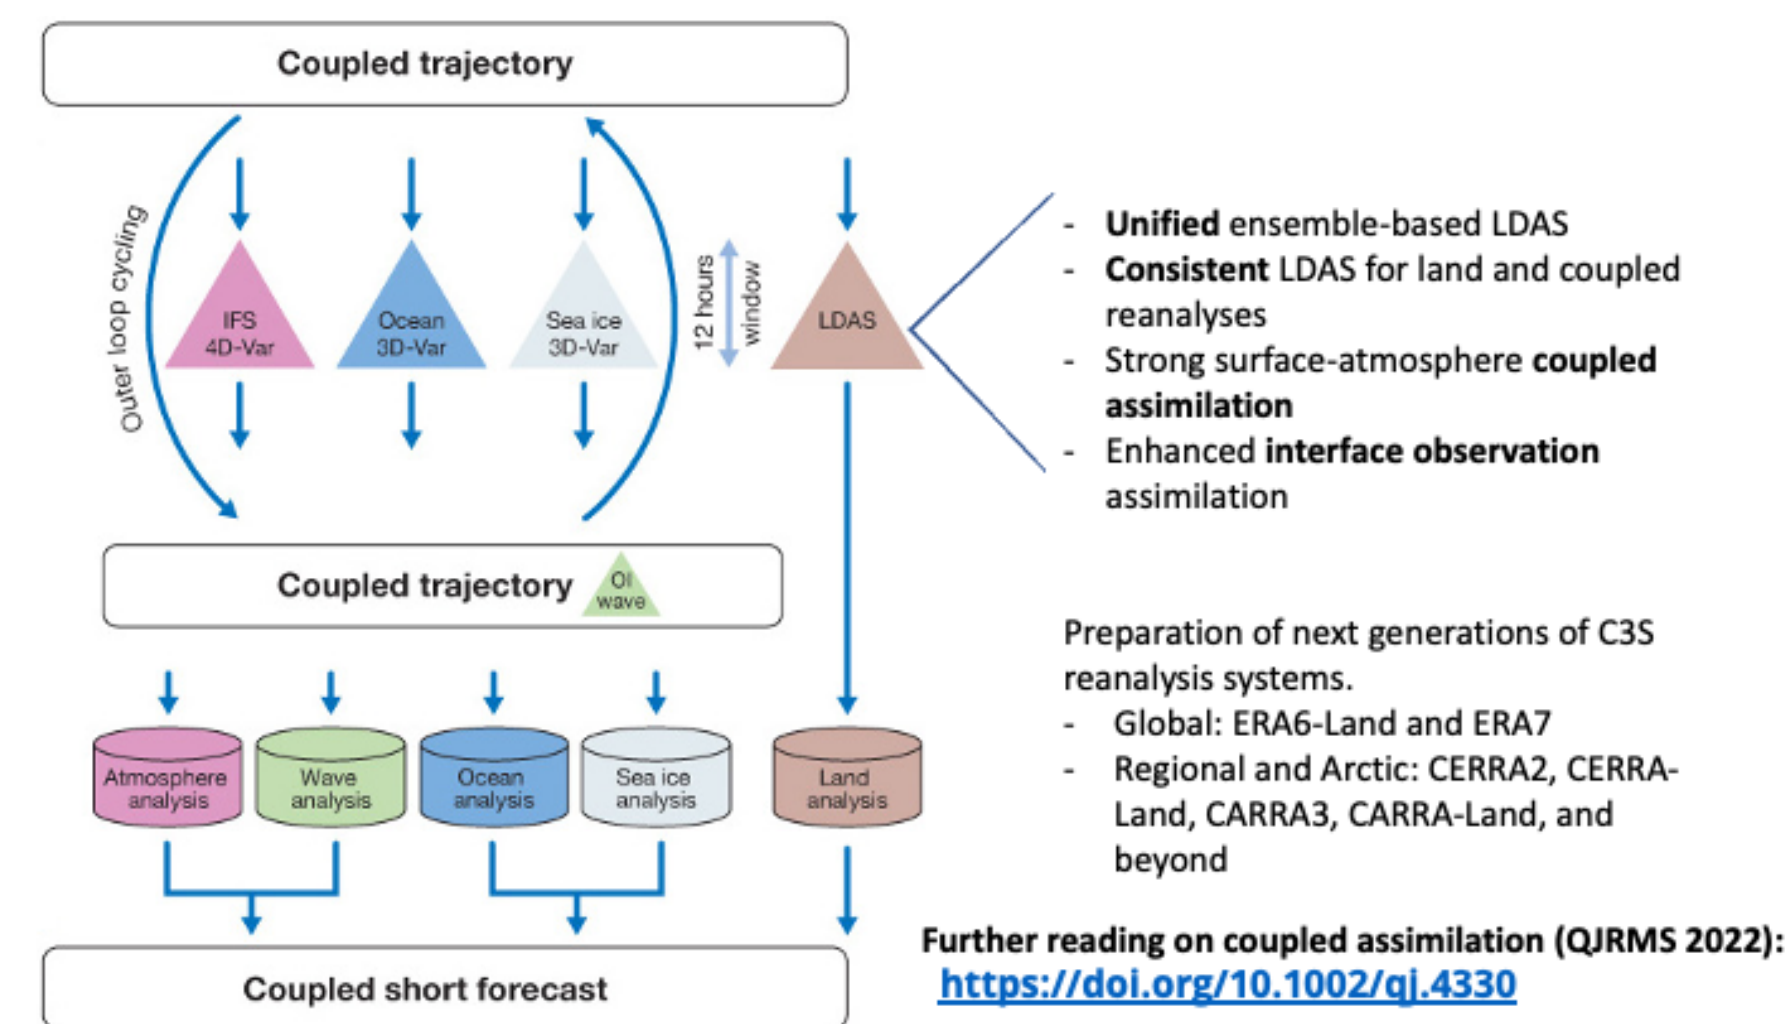 Coupled trajectory
Outer loop cycling
IFS
4D-Var
Ocean
3D-Var
Sea ice
3D-Var
12 hours
window
LDAS
- Unified ensemble-based LDAS
- Consistent LDAS for land and coupled
reanalyses
- Strong surface-atmosphere coupled
assimilation
- Enhanced interface observation
assimilation
Coupled trajectory
OI
wave
Atmosphere
analysis
Wave
analysis
Ocean
analysis
Sea ice
analysis
Land
analysis
Preparation of next generations of C3S
reanalysis systems.
- Global: ERA6-Land and ERA7
- Regional and Arctic: CERRA2, CERRA-
Land, CARRA3, CARRA-Land, and
beyond
Coupled short forecast
Further reading on coupled assimilation (QJRMS 2022):
https://doi.org/10.1002/qj.4330